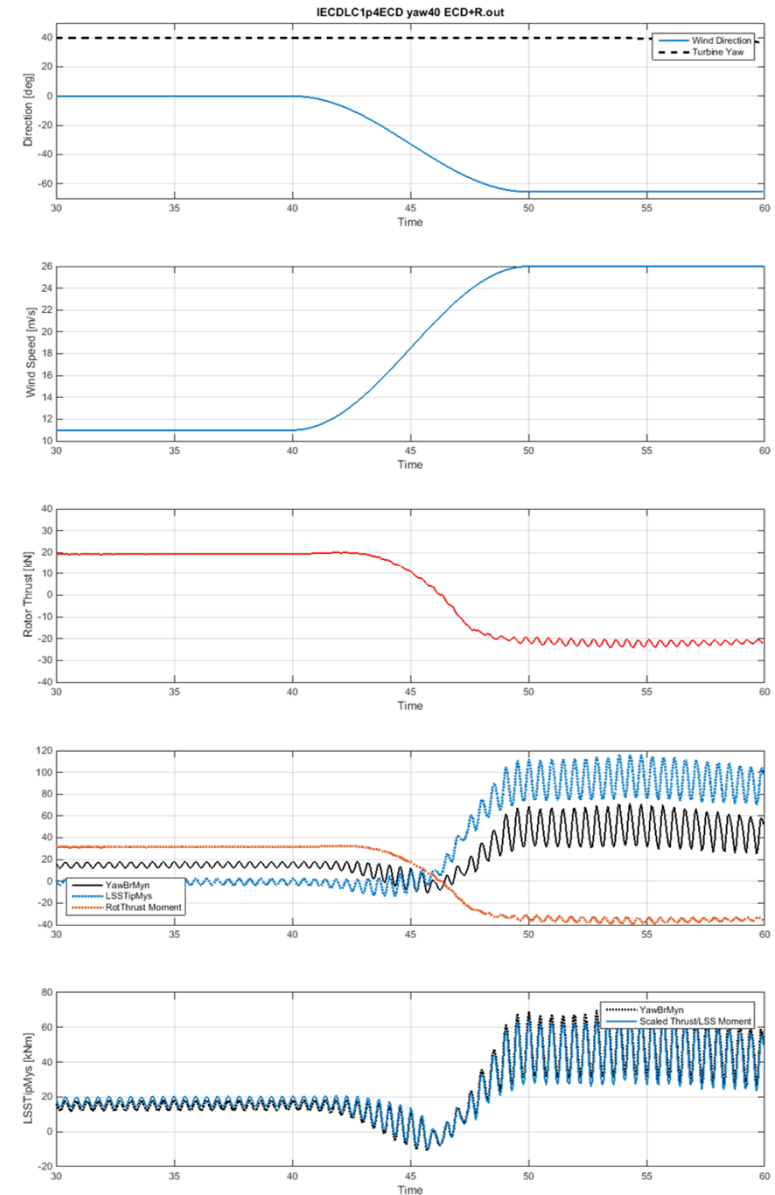 IECDLC1p4ECD yaw40 ECD+R.out
Direction [deg]
40
20
0
-20
-40
-60
Wind Direction
Turbine Yaw
30 35 40 45 50 55 60
Time
Wind Speed [m/s]
26
24
22
20
18
16
14
12
10
30 35 40 45 50 55 60
Time
Rotor Thrust [kN]
40
30
20
10
0
-10
-20
-30
-40
30 35 40 45 50 55 60
Time
120
100
80
60
40
20
0
-20
-40
YawBrMyn
LSSTipMys
RotThrust Moment
30 35 40 45 50 55 60
Time
LSSTipMys [kNm]
80
60
40
20
0
-20
YawBrMyn
Scaled Thrust/LSS Moment
30 35 40 45 50 55 60
Time